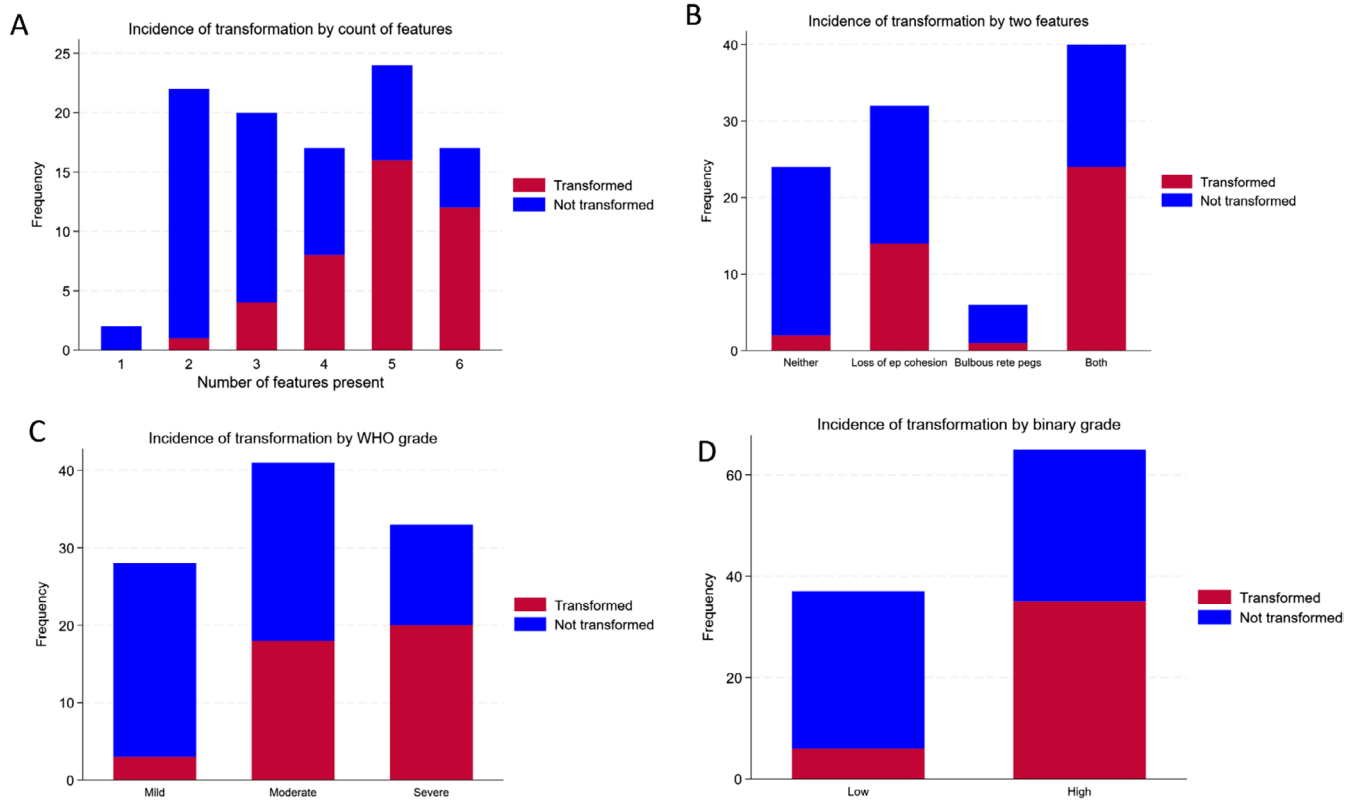 A
Incidence of transformation by count of features
25
20
15
10
5
0
Frequency
1 2 3 4 5 6
Number of features present
Transformed
Not transformed
B
Incidence of transformation by two features
40
30
20
10
0
Frequency
Neither Loss of ep cohesion Bulbous rete pegs Both
Transformed
Not transformed
C
Incidence of transformation by WHO grade
40
30
20
10
0
Frequency
Mild Moderate Severe
Transformed
Not transformed
D
Incidence of transformation by binary grade
60
40
20
0
Frequency
Low High
Transformed
Not transformed